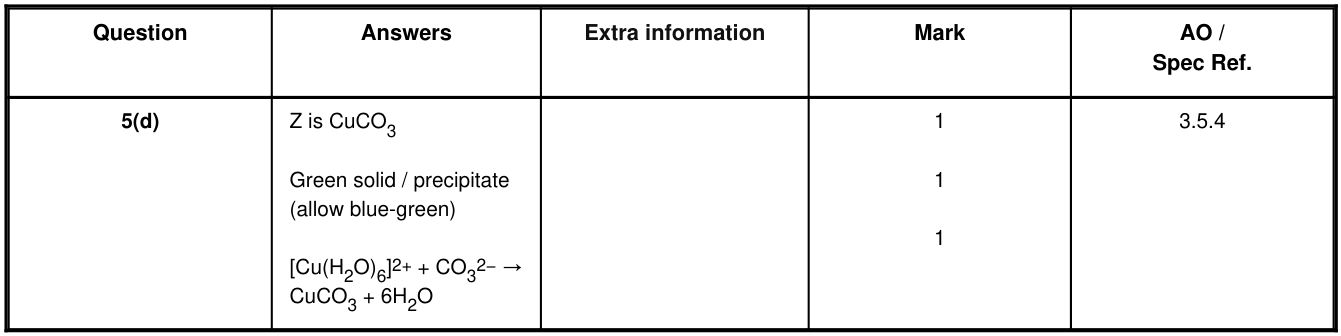 Question Answers Extra information Mark AO /
Spec Ref.
5(d) Z is CuCO₃ 1 3.5.4
Green solid / precipitate 1
(allow blue-green)
1
[Cu(H₂O)₆]²⁺ + CO₃²⁻ →
CuCO₃ + 6H₂O